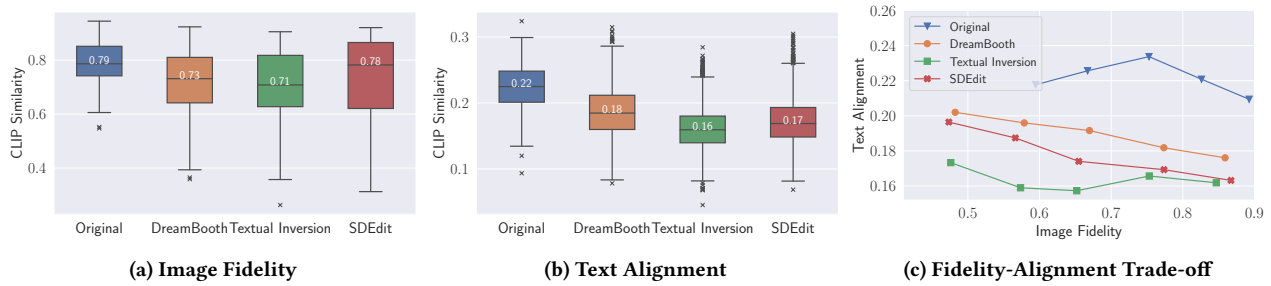 CLIP Similarity
0.8
0.6
0.4
0.79
0.73
0.71
0.78
Original
DreamBooth
Textual Inversion
SDEdit
(a) Image Fidelity
CLIP Similarity
0.3
0.2
0.1
0.22
0.18
0.16
0.17
Original
DreamBooth
Textual Inversion
SDEdit
(b) Text Alignment
Text Alignment
0.26
0.24
0.22
0.20
0.18
0.16
Original
DreamBooth
Textual Inversion
SDEdit
0.5
0.6
0.7
0.8
0.9
Image Fidelity
(c) Fidelity-Alignment Trade-off